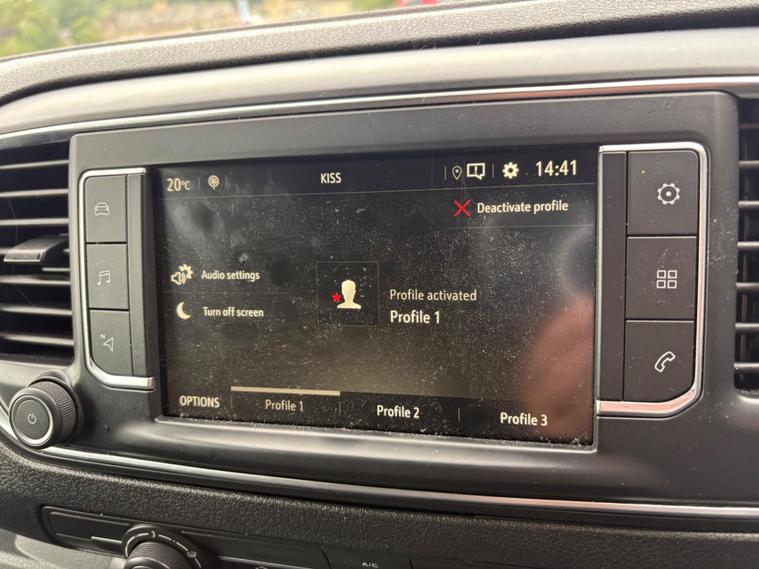 20°C
KISS
14:41
Deactivate profile
Audio settings
Turn off screen
Profile activated
Profile 1
OPTIONS
Profile 1
Profile 2
Profile 3
N
A/C